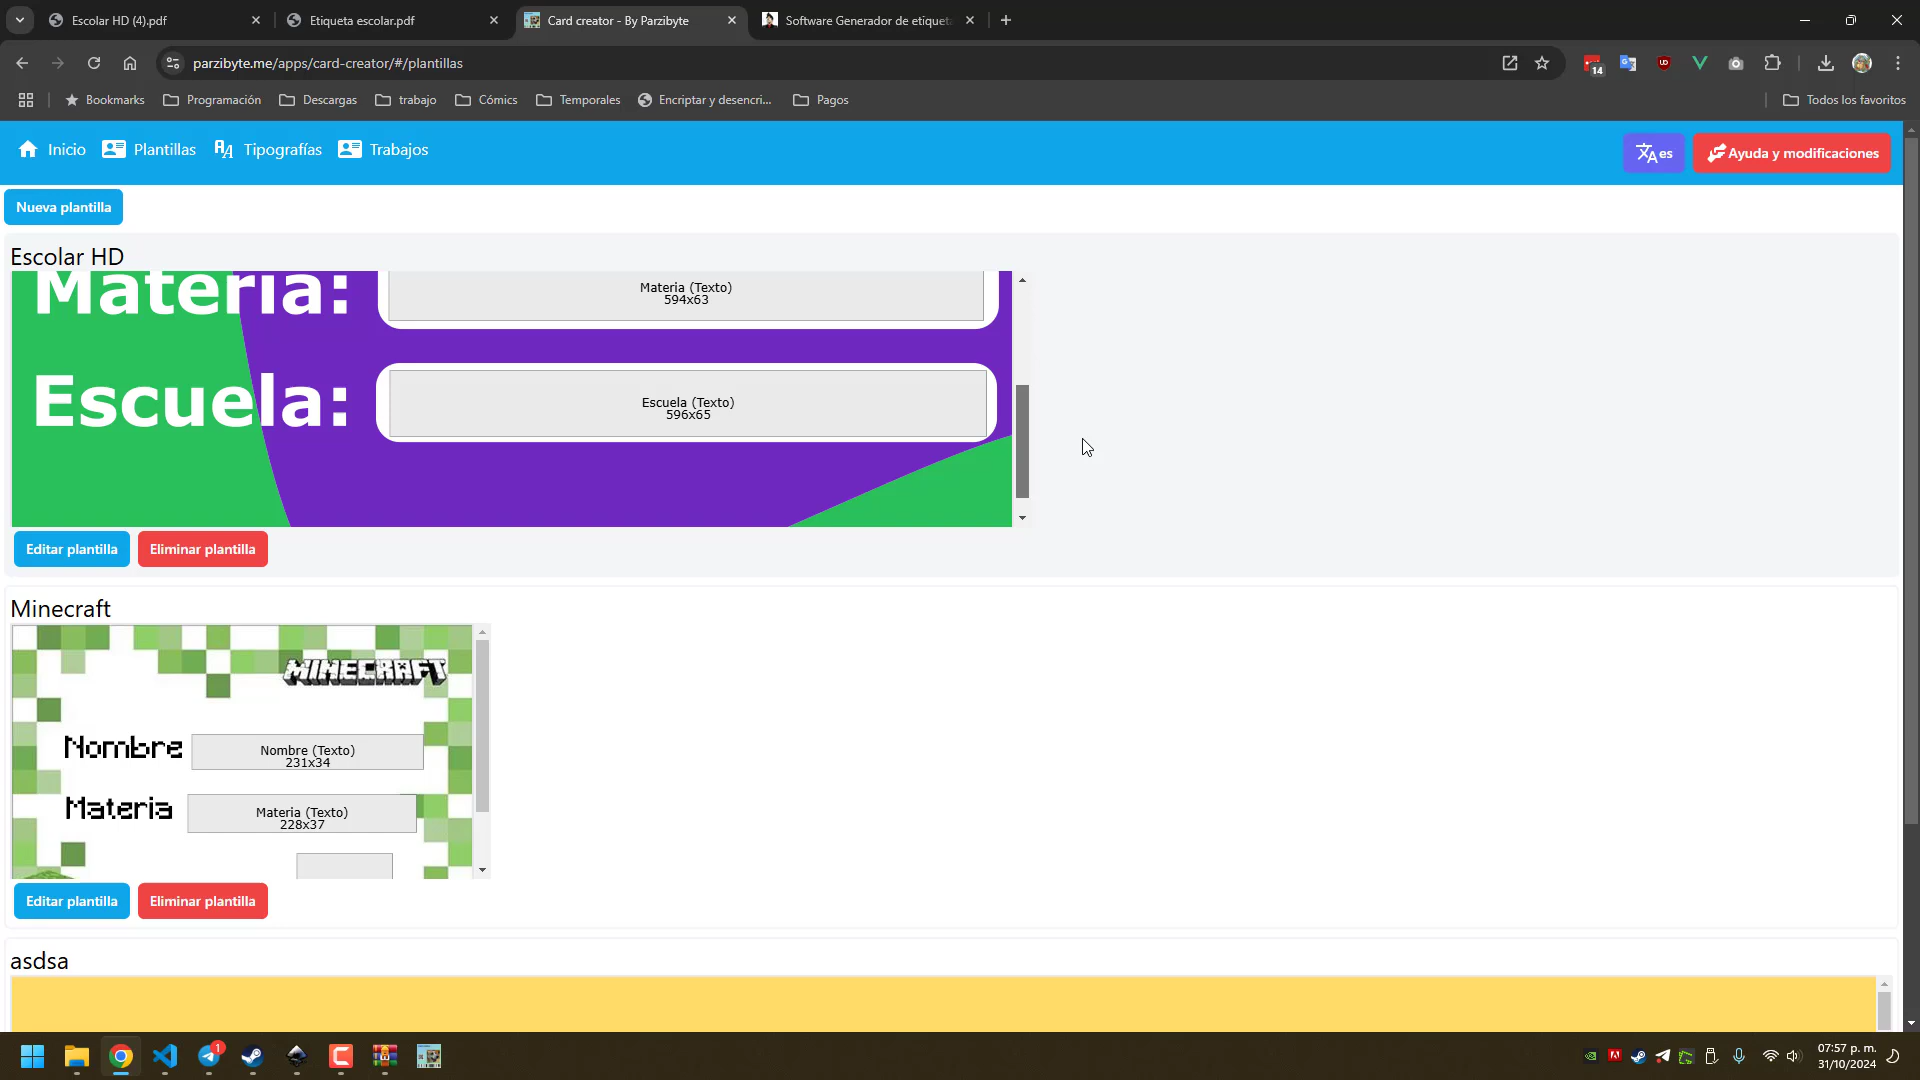 Escolar HD (4).pdf
Etiqueta escolar.pdf
Card creator - By Parzibyte
Software Generador de etiqueta
parzibyte.me/apps/card-creator/#/plantillas
14
Bookmarks
Programación
Descargas
trabajo
Cómics
Temporales
Encriptar y desencri...
Pagos
Todos los favoritos
Inicio
Plantillas
Tipografías
Trabajos
es
Ayuda y modificaciones
Nueva plantilla
Escolar HD
Materia:
Materia (Texto)
594x63
Escuela:
Escuela (Texto)
596x65
Editar plantilla
Eliminar plantilla
Minecraft
MINECRAFT
Nombre
Nombre (Texto)
231x34
Materia
Materia (Texto)
228x37
Editar plantilla
Eliminar plantilla
asdsa
1
07:57 p. m.
31/10/2024